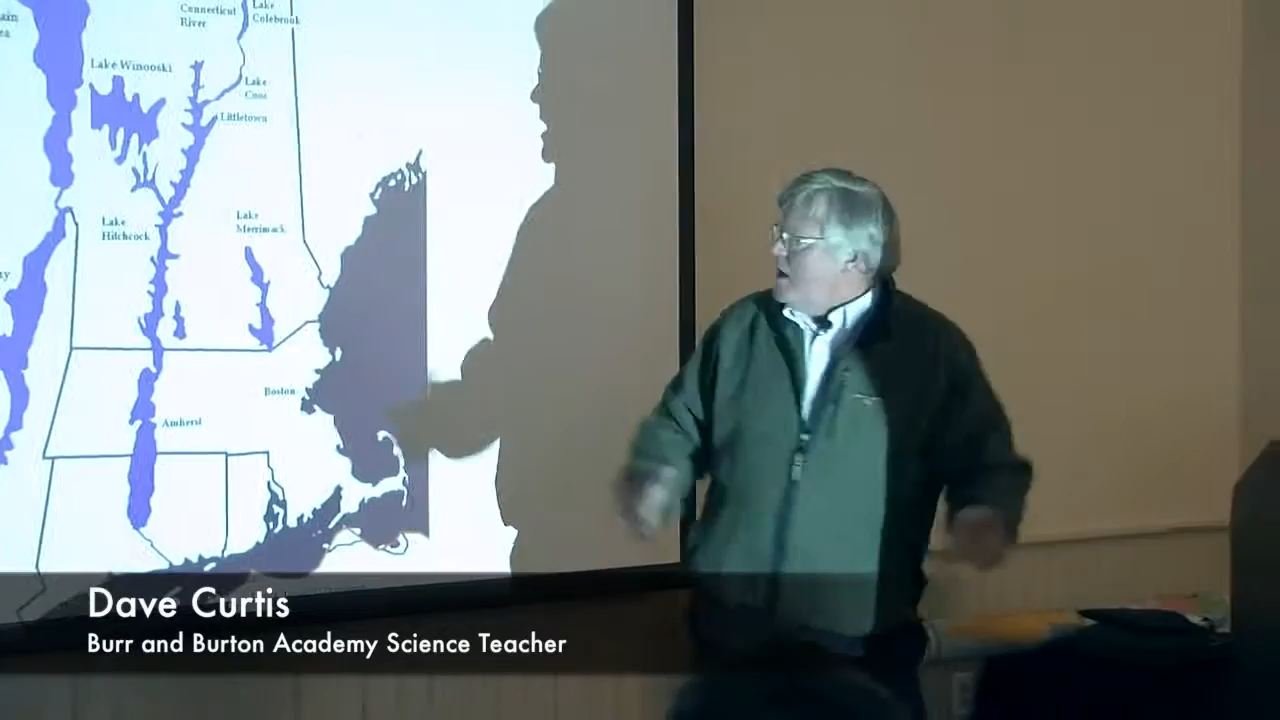 Connecticut
River
Lake
Colebrook
Lake Winooski
Lake
Coos
Littletown
Lake
Hitchcock
Lake
Merrimack
Boston
Amherst
Dave Curtis
Burr and Burton Academy Science Teacher